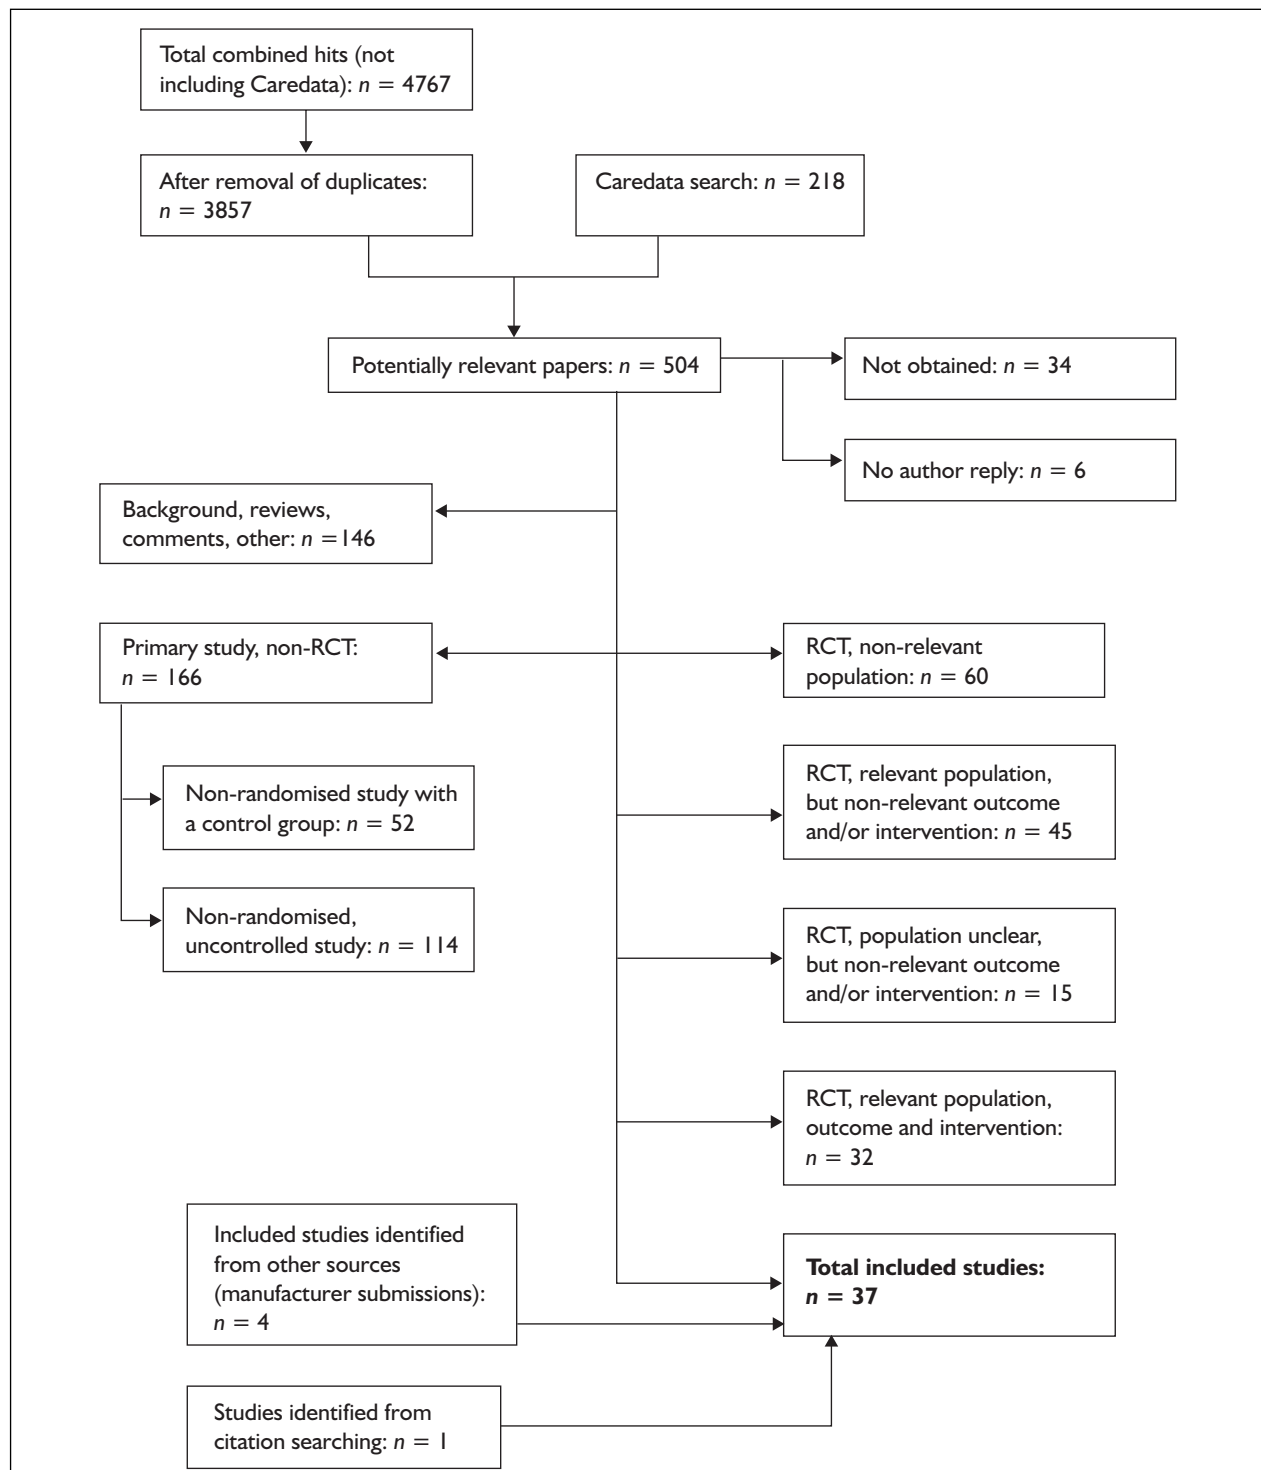 Total combined hits (not
including Caredata): n = 4767
After removal of duplicates:
n = 3857
Caredata search: n = 218
Potentially relevant papers: n = 504
Not obtained: n = 34
No author reply: n = 6
Background, reviews,
comments, other: n =146
Primary study, non-RCT:
n = 166
RCT, non-relevant
population: n = 60
Non-randomised study with
a control group: n = 52
RCT, relevant population,
but non-relevant outcome
and/or intervention: n = 45
Non-randomised,
uncontrolled study: n = 114
RCT, population unclear,
but non-relevant outcome
and/or intervention: n = 15
RCT, relevant population,
outcome and intervention:
n = 32
Included studies identified
from other sources
(manufacturer submissions):
n = 4
Total included studies:
n = 37
Studies identified from
citation searching: n = 1